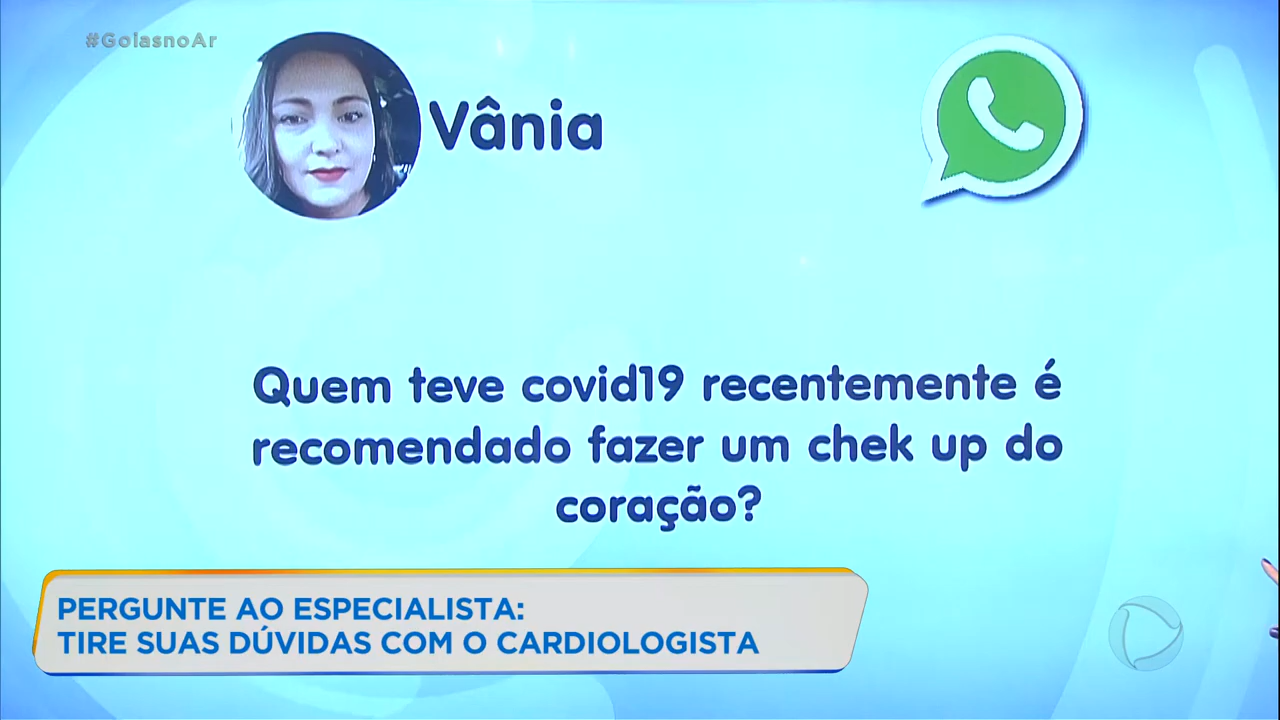 #GoIasnoAr
Vânia
Quem teve covid19 recentemente é
recomendado fazer um chek up do
coração?
PERGUNTE AO ESPECIALISTA:
TIRE SUAS DÚVIDAS COM O CARDIOLOGISTA